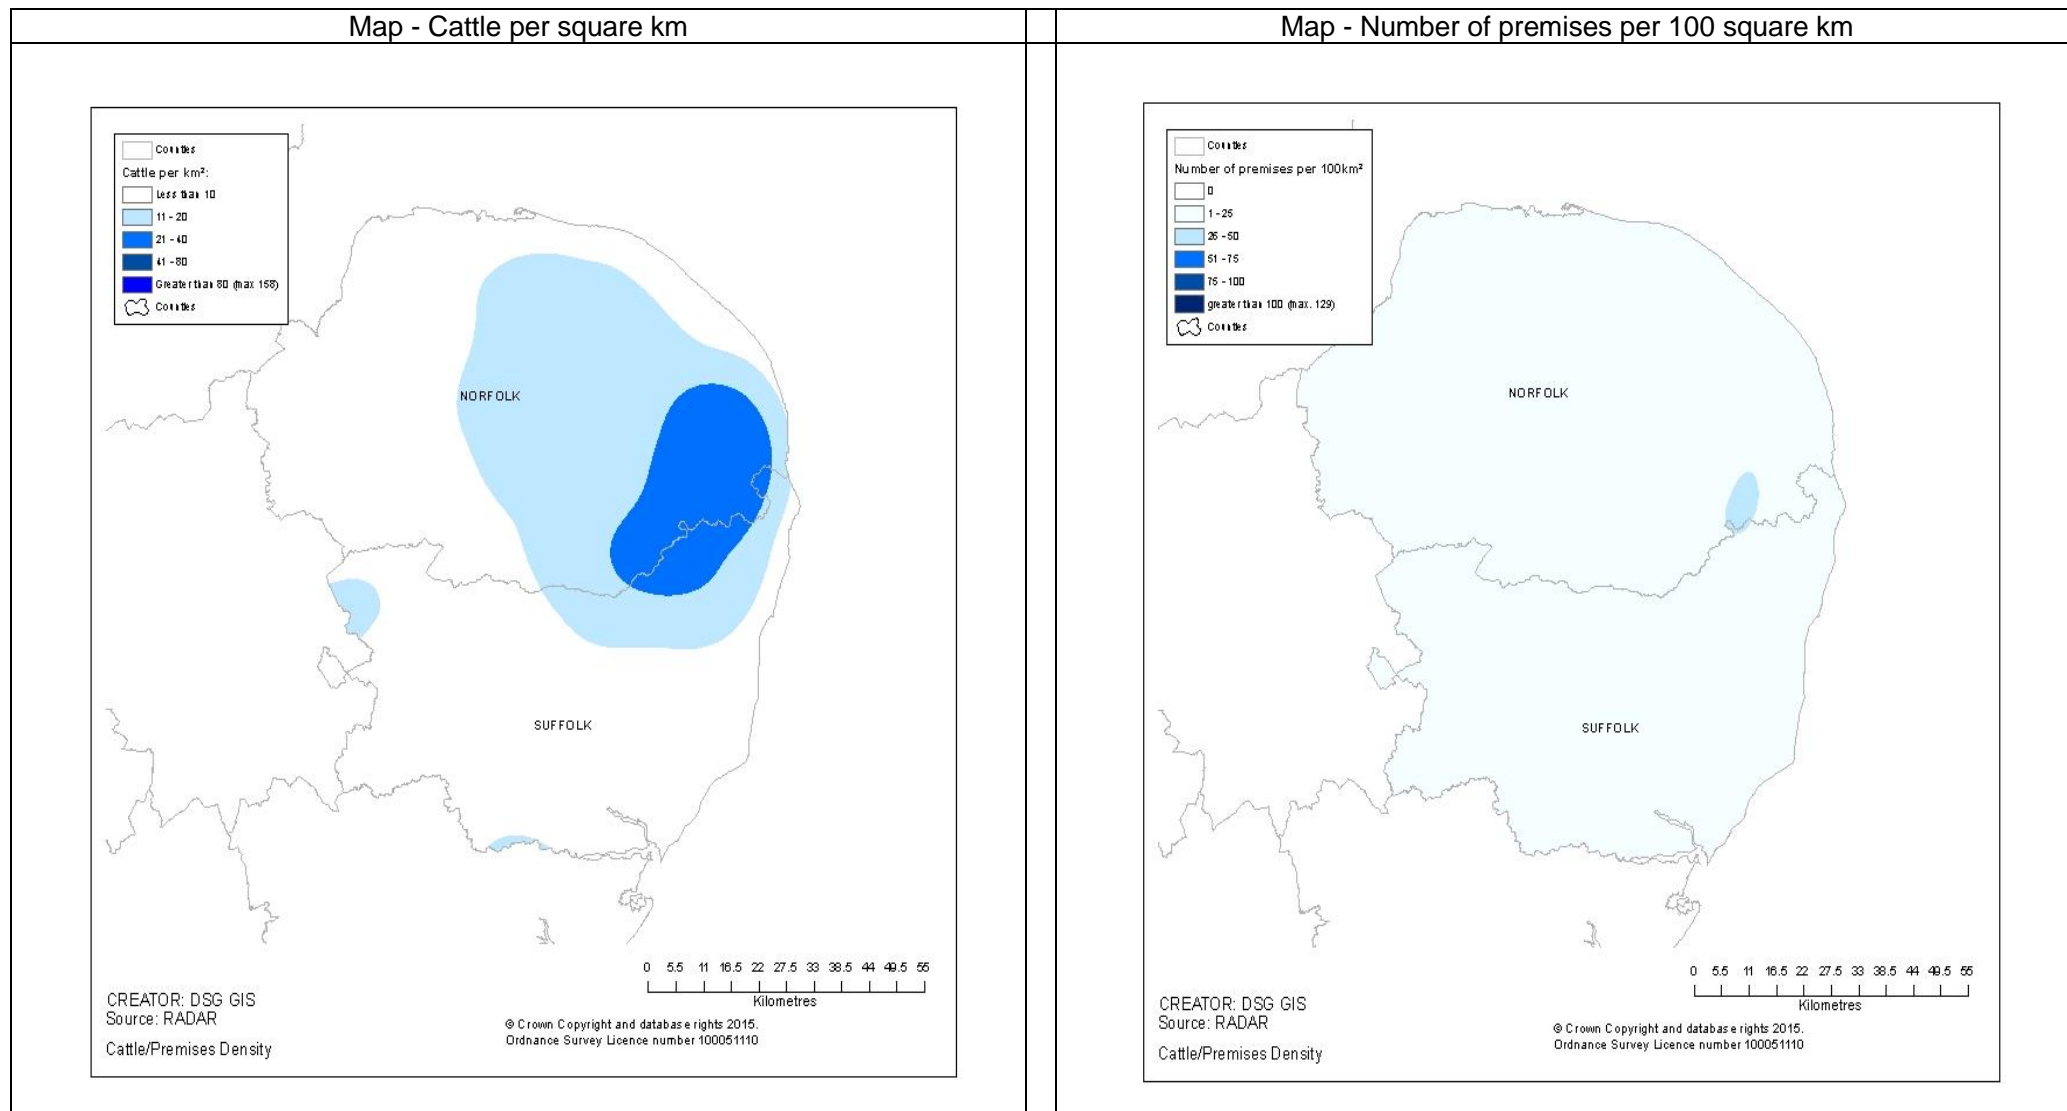 Map - Cattle per square km
Counties
Cattle per km²:
Less than 10
11 - 20
21 - 40
41 - 80
Greater than 80 (max 158)
Counties
NORFOLK
SUFFOLK
0 5.5 11 16.5 22 27.5 33 38.5 44 49.5 55
Kilometres
CREATOR: DSG GIS
Source: RADAR
Cattle/Premises Density
© Crown Copyright and database rights 2015.
Ordnance Survey Licence number 100051110
Map - Number of premises per 100 square km
Counties
Number of premises per 100km²
0
1 - 25
26 - 50
51 - 75
75 - 100
greater than 100 (max. 129)
Counties
NORFOLK
SUFFOLK
0 5.5 11 16.5 22 27.5 33 38.5 44 49.5 55
Kilometres
CREATOR: DSG GIS
Source: RADAR
Cattle/Premises Density
© Crown Copyright and database rights 2015.
Ordnance Survey Licence number 100051110